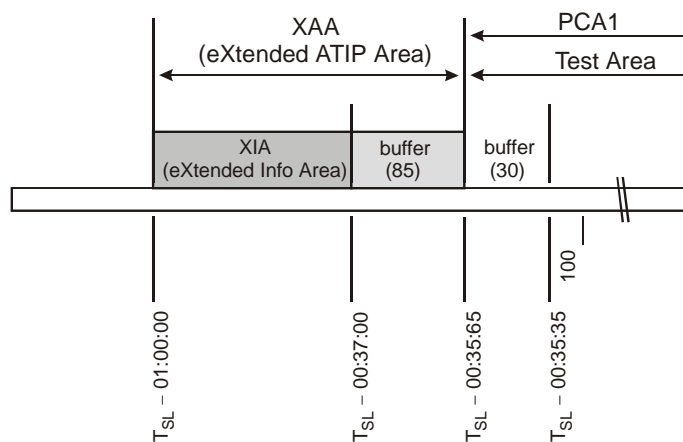 XAA
(eXtended ATIP Area)
PCA1
Test Area
XIA
(eXtended Info Area)
buffer
(85)
buffer
(30)
100
TSL – 01:00:00
TSL – 00:37:00
TSL – 00:35:65
TSL – 00:35:35